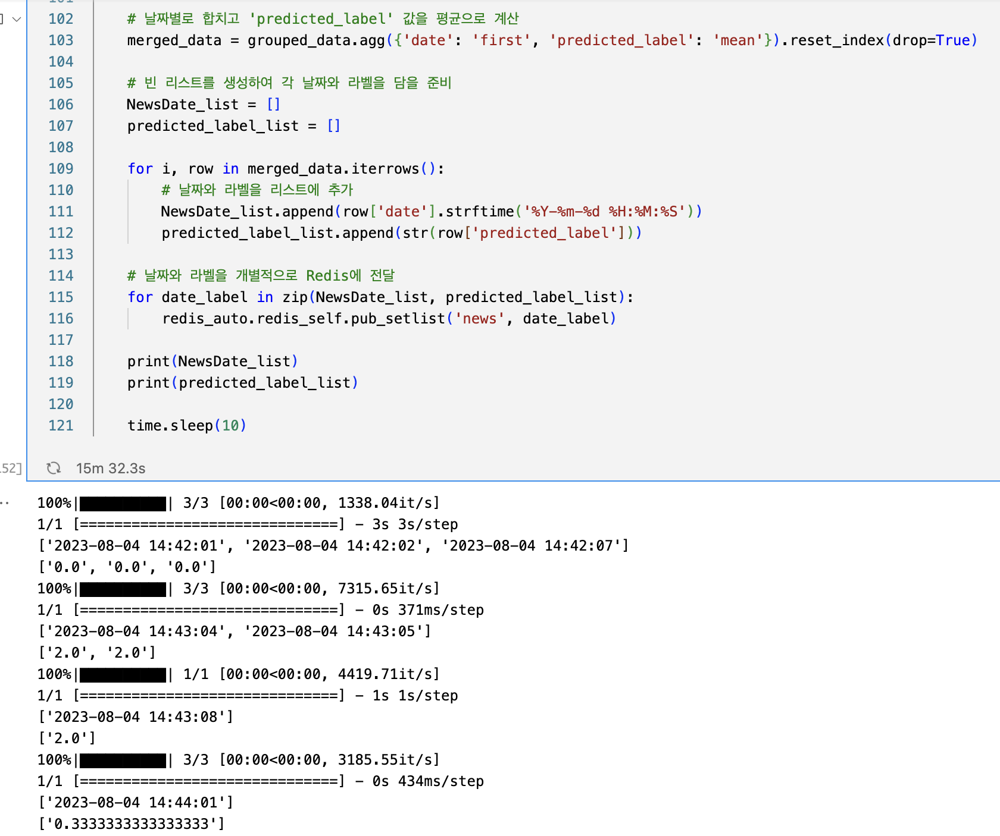 102 # 날짜별로 합치고 'predicted_label' 값을 평균으로 계산
103 merged_data = grouped_data.agg({'date': 'first', 'predicted_label': 'mean'}).reset_index(drop=True)
104
105 # 빈 리스트를 생성하여 각 날짜와 라벨을 담을 준비
106 NewsDate_list = []
107 predicted_label_list = []
108
109 for i, row in merged_data.iterrows():
110 # 날짜와 라벨을 리스트에 추가
111 NewsDate_list.append(row['date'].strftime('%Y-%m-%d %H:%M:%S'))
112 predicted_label_list.append(str(row['predicted_label']))
113
114 # 날짜와 라벨을 개별적으로 Redis에 전달
115 for date_label in zip(NewsDate_list, predicted_label_list):
116 redis_auto.redis_self.pub_setlist('news', date_label)
117
118 print(NewsDate_list)
119 print(predicted_label_list)
120
121 time.sleep(10)
52] 15m 32.3s
100%|██████████| 3/3 [00:00<00:00, 1338.04it/s]
1/1 [==============================] - 3s 3s/step
['2023-08-04 14:42:01', '2023-08-04 14:42:02', '2023-08-04 14:42:07']
['0.0', '0.0', '0.0']
100%|██████████| 3/3 [00:00<00:00, 7315.65it/s]
1/1 [==============================] - 0s 371ms/step
['2023-08-04 14:43:04', '2023-08-04 14:43:05']
['2.0', '2.0']
100%|██████████| 1/1 [00:00<00:00, 4419.71it/s]
1/1 [==============================] - 1s 1s/step
['2023-08-04 14:43:08']
['2.0']
100%|██████████| 3/3 [00:00<00:00, 3185.55it/s]
1/1 [==============================] - 0s 434ms/step
['2023-08-04 14:44:01']
['0.3333333333333333']